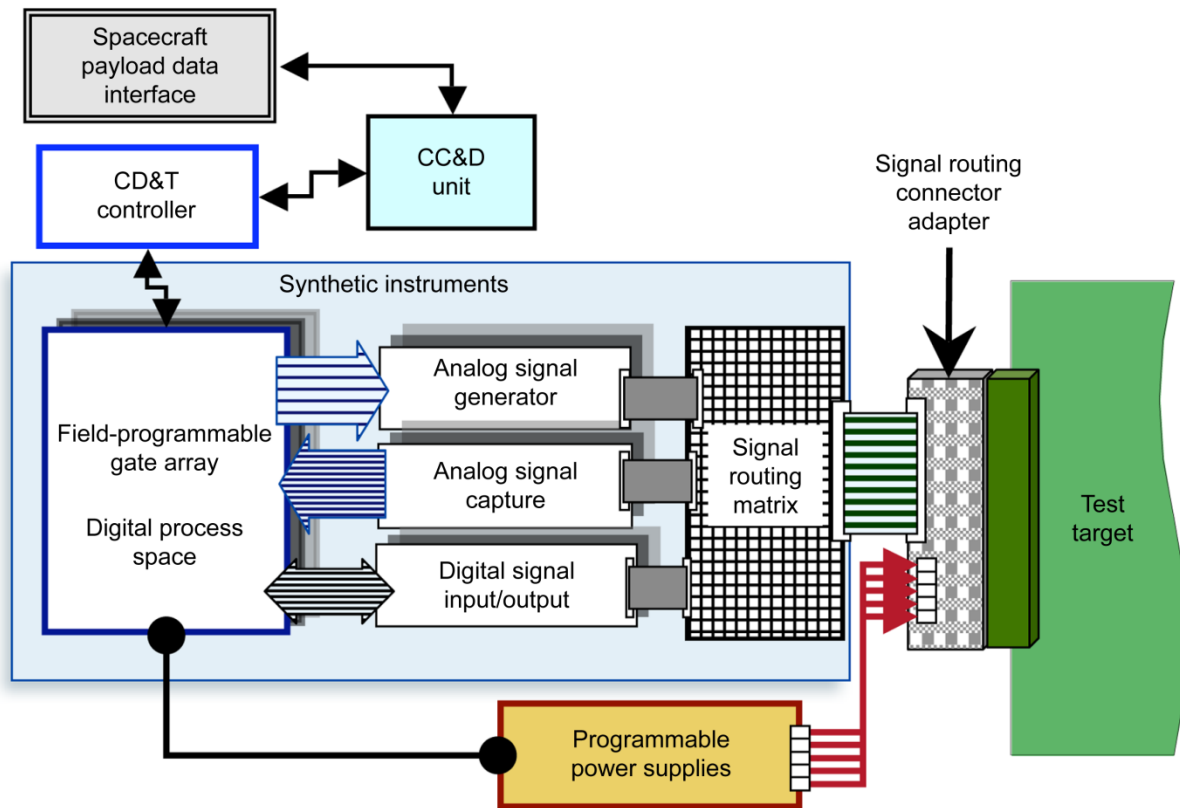 Spacecraft
payload data
interface
CC&D
unit
CD&T
controller
Signal routing
connector
adapter
Synthetic instruments
Field-programmable
gate array
Digital process
space
Analog signal
generator
Analog signal
capture
Digital signal
input/output
Signal
routing
matrix
Test
target
Programmable
power supplies